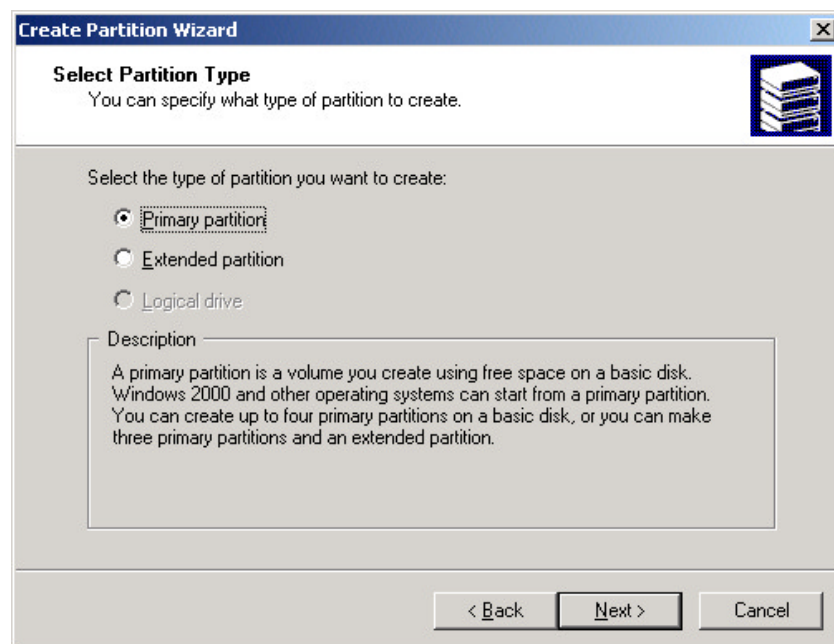 Create Partition Wizard
Select Partition Type
You can specify what type of partition to create.
Select the type of partition you want to create:
Primary partition
Extended partition
Logical drive
Description
A primary partition is a volume you create using free space on a basic disk.
Windows 2000 and other operating systems can start from a primary partition.
You can create up to four primary partitions on a basic disk, or you can make
three primary partitions and an extended partition.
< Back Next > Cancel